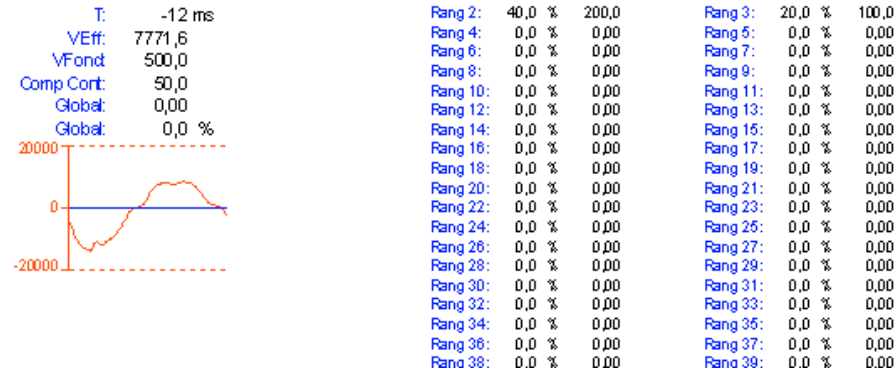 T: -12 ms
VEff: 7771,6
VFond: 500,0
Comp Cont: 50,0
Global: 0,00
Global: 0,0 %
20000
0
-20000
Rang 2: 40,0 % 200,0
Rang 4: 0,0 % 0,00
Rang 6: 0,0 % 0,00
Rang 8: 0,0 % 0,00
Rang 10: 0,0 % 0,00
Rang 12: 0,0 % 0,00
Rang 14: 0,0 % 0,00
Rang 16: 0,0 % 0,00
Rang 18: 0,0 % 0,00
Rang 20: 0,0 % 0,00
Rang 22: 0,0 % 0,00
Rang 24: 0,0 % 0,00
Rang 26: 0,0 % 0,00
Rang 28: 0,0 % 0,00
Rang 30: 0,0 % 0,00
Rang 32: 0,0 % 0,00
Rang 34: 0,0 % 0,00
Rang 36: 0,0 % 0,00
Rang 38: 0,0 % 0,00
Rang 3: 20,0 % 100,0
Rang 5: 0,0 % 0,00
Rang 7: 0,0 % 0,00
Rang 9: 0,0 % 0,00
Rang 11: 0,0 % 0,00
Rang 13: 0,0 % 0,00
Rang 15: 0,0 % 0,00
Rang 17: 0,0 % 0,00
Rang 19: 0,0 % 0,00
Rang 21: 0,0 % 0,00
Rang 23: 0,0 % 0,00
Rang 25: 0,0 % 0,00
Rang 27: 0,0 % 0,00
Rang 29: 0,0 % 0,00
Rang 31: 0,0 % 0,00
Rang 33: 0,0 % 0,00
Rang 35: 0,0 % 0,00
Rang 37: 0,0 % 0,00
Rang 39: 0,0 % 0,00